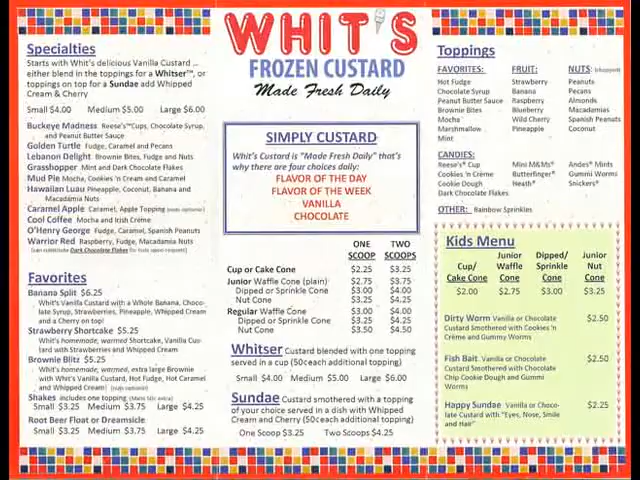 Specialties
Starts with Whit's delicious Vanilla Custard ...
either blend in the toppings for a Whitser™, or
toppings on top for a Sundae add Whipped
Cream & Cherry
Small $4.00 Medium $5.00 Large $6.00
Buckeye Madness Reese's™Cups, Chocolate Syrup,
and Peanut Butter Sauce
Golden Turtle Fudge, Caramel and Pecans
Lebanon Delight Brownie Bites, Fudge and Nuts
Grasshopper Mint and Dark Chocolate Flakes
Mud Pie Mocha, Cookies 'n Cream and Caramel
Hawaiian Luau Pineapple, Coconut, Banana and
Macadamia Nuts
Caramel Apple Caramel, Apple Topping (nuts optional)
Cool Coffee Mocha and Irish Crème
O'Henry George Fudge, Caramel, Spanish Peanuts
Warrior Red Raspberry, Fudge, Macadamia Nuts
(can substitute Dark Chocolate Flakes for nuts upon request)
Favorites
Banana Split $6.25
Whit's Vanilla Custard with a Whole Banana, Choco-
late Syrup, Strawberries, Pineapple, Whipped Cream
and a Cherry on top!
Strawberry Shortcake $5.25
Whit's homemade, warmed Shortcake, Vanilla Cus-
tard with Strawberries and Whipped Cream
Brownie Blitz $5.25
Whit's homemade, warmed, extra large Brownie
with Whit's Vanilla Custard, Hot Fudge, Hot Caramel
and Whipped Cream! (nuts optional)
Shakes includes one topping
Small $3.25 Medium $3.75 Large $4.25
Root Beer Float or Dreamsicle
Small $3.25 Medium $3.75 Large $4.25
WHIT'S
FROZEN CUSTARD
Made Fresh Daily
SIMPLY CUSTARD
Whit's Custard is "Made Fresh Daily" that's
why there are four choices daily:
FLAVOR OF THE DAY
FLAVOR OF THE WEEK
VANILLA
CHOCOLATE
ONE SCOOP TWO SCOOPS
Cup or Cake Cone $2.25 $3.25
Junior Waffle Cone (plain) $2.75 $3.75
Dipped or Sprinkle Cone $3.00 $4.00
Nut Cone $3.25 $4.25
Regular Waffle Cone $3.00 $4.00
Dipped or Sprinkle Cone $3.25 $4.25
Nut Cone $3.50 $4.50
Whitser Custard blended with one topping
served in a cup (50¢each additional topping)
Small $4.00 Medium $5.00 Large $6.00
Sundae Custard smothered with a topping
of your choice served in a dish with Whipped
Cream and Cherry (50¢each additional topping)
One Scoop $3.25 Two Scoops $4.25
Toppings
FAVORITES: FRUIT: NUTS:
Hot Fudge Strawberry Peanuts
Chocolate Syrup Banana Pecans
Peanut Butter Sauce Raspberry Almonds
Brownie Bites Blueberry Macadamias
Mocha Wild Cherry Spanish Peanuts
Marshmallow Pineapple Coconut
Mint
CANDIES:
Reese's® Cup Mini M&Ms® Andes® Mints
Cookies 'n Crème Butterfinger® Gummi Worms
Cookie Dough Heath® Snickers®
Dark Chocolate Flakes
OTHER: Rainbow Sprinkles
Kids Menu
Cup/ Cake Cone Junior Waffle Cone Dipped/ Sprinkle Cone Junior Nut Cone
$2.00 $2.75 $3.00 $3.25
Dirty Worm Vanilla or Chocolate $2.50
Custard Smothered with Cookies 'n
Crème and Gummy Worms
Fish Bait Vanilla or Chocolate $2.50
Custard Smothered with Chocolate
Chip Cookie Dough and Gummi
Worms
Happy Sundae Vanilla or Choco- $2.25
late Custard with "Eyes, Nose, Smile
and Hair"